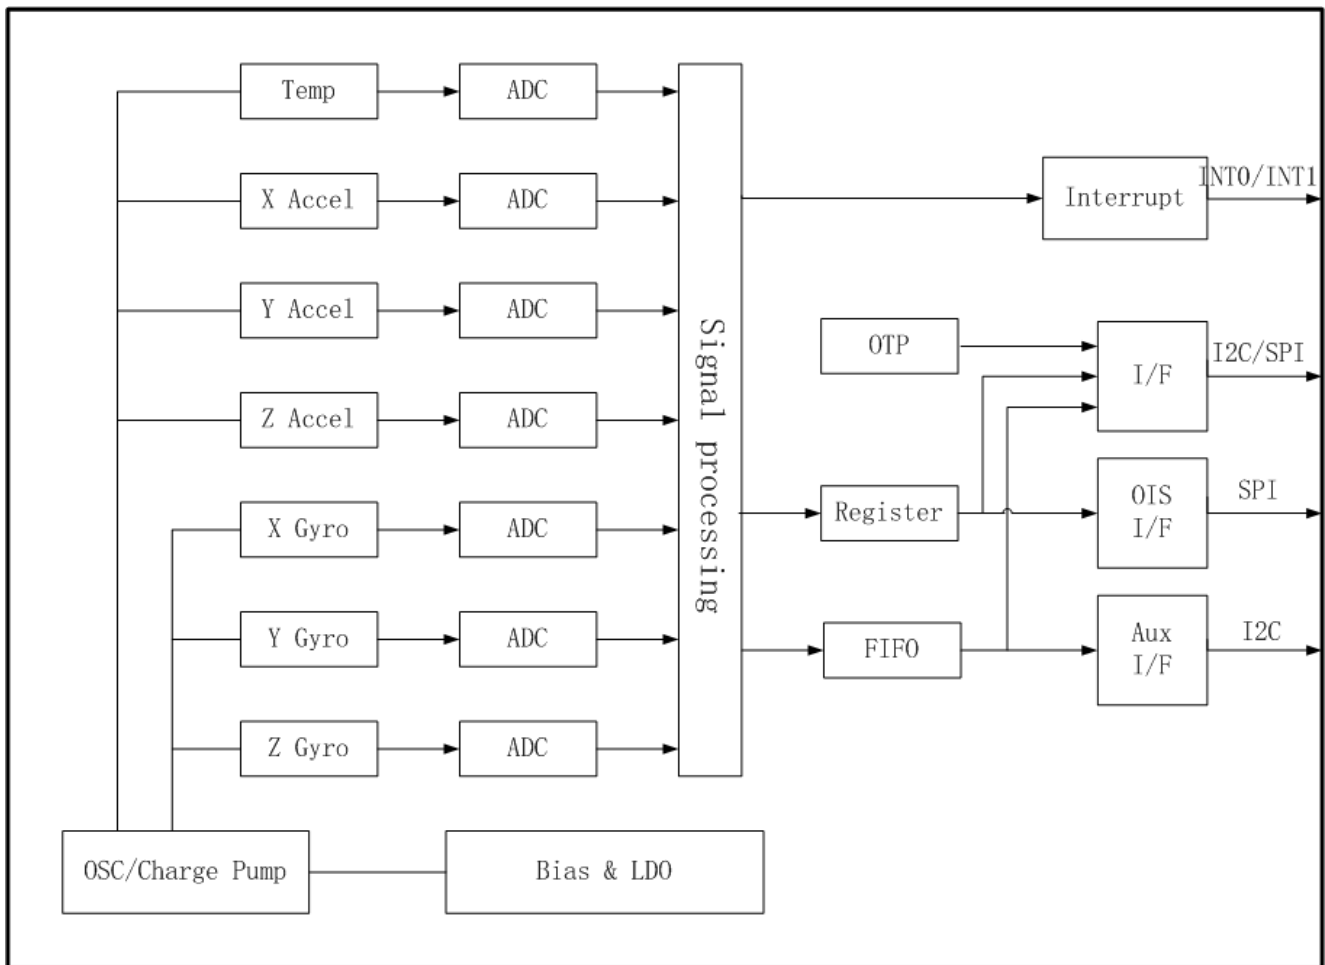 Temp
ADC
X Accel
ADC
Y Accel
ADC
Z Accel
ADC
X Gyro
ADC
Y Gyro
ADC
Z Gyro
ADC
Signal processing
Interrupt
INT0/INT1
OTP
I/F
I2C/SPI
Register
OIS
I/F
SPI
FIFO
Aux
I/F
I2C
OSC/Charge Pump
Bias & LDO